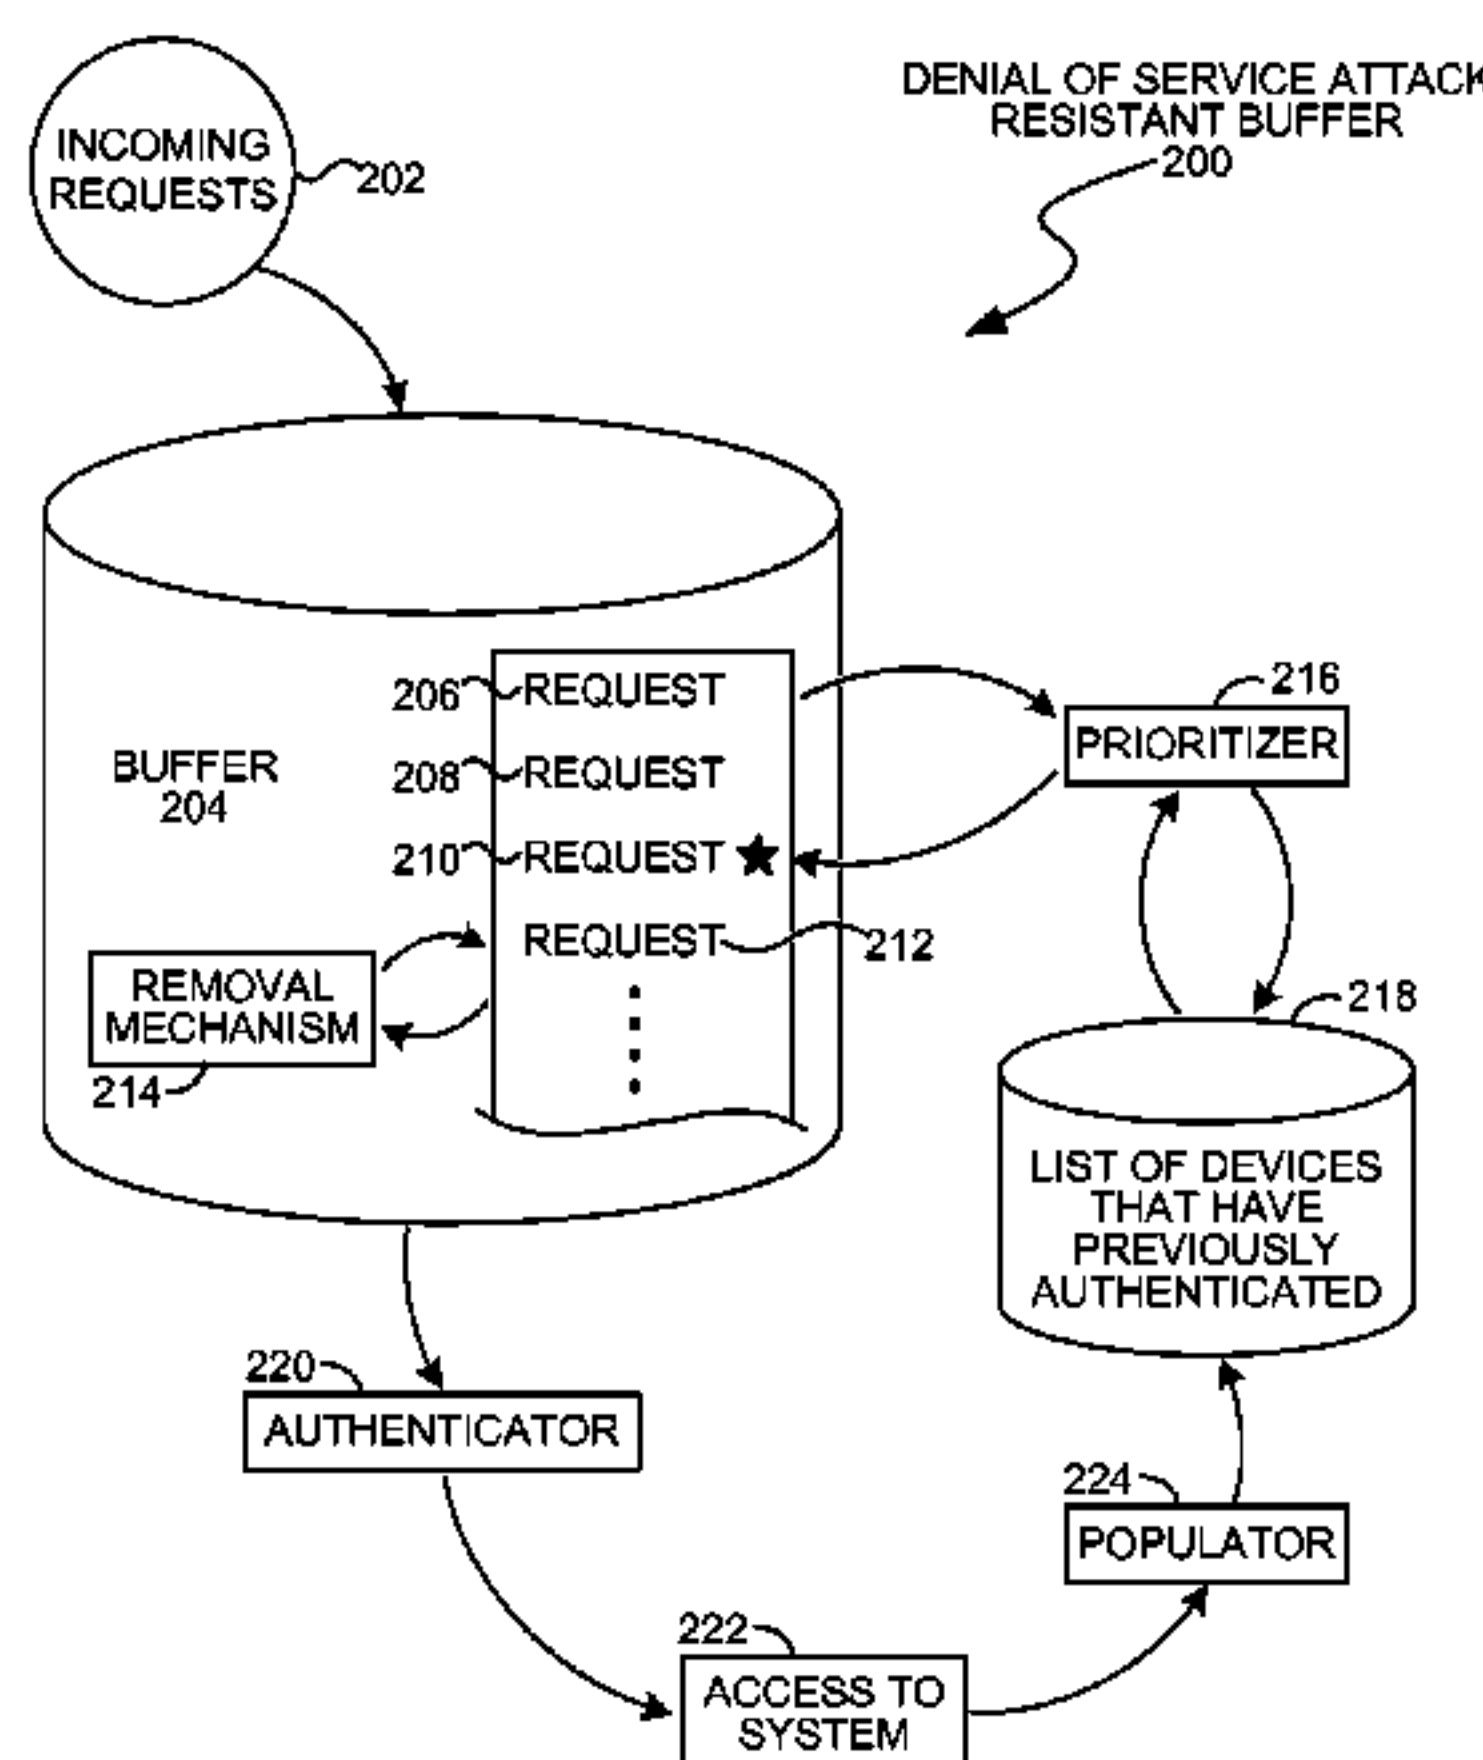 DENIAL OF SERVICE ATTACK
RESISTANT BUFFER
200
INCOMING
REQUESTS
202
206 REQUEST
208 REQUEST
210 REQUEST
REQUEST 212
BUFFER
204
REMOVAL
MECHANISM
214
216
PRIORITIZER
218
LIST OF DEVICES
THAT HAVE
PREVIOUSLY
AUTHENTICATED
220
AUTHENTICATOR
224
POPULATOR
222
ACCESS TO
SYSTEM